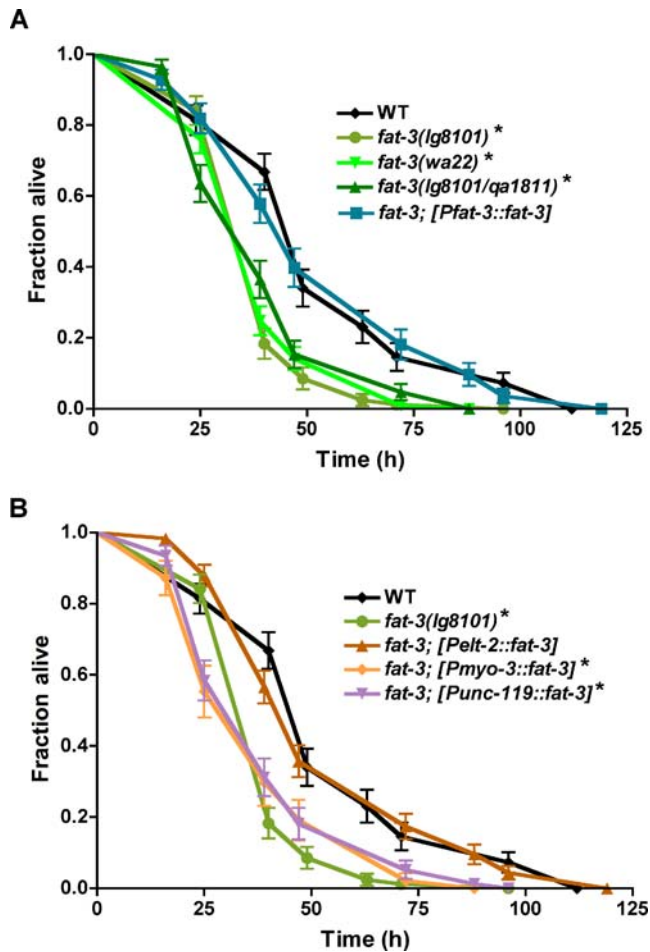 A
1.0
0.8
0.6
0.4
0.2
0.0
Fraction alive
WT
fat-3(lg8101) *
fat-3(wa22) *
fat-3(lg8101/qa1811) *
fat-3; [Pfat-3::fat-3]
0 25 50 75 100 125
Time (h)
B
1.0
0.8
0.6
0.4
0.2
0.0
Fraction alive
WT
fat-3(lg8101) *
fat-3; [Pelt-2::fat-3]
fat-3; [Pmyo-3::fat-3] *
fat-3; [Punc-119::fat-3] *
0 25 50 75 100 125
Time (h)